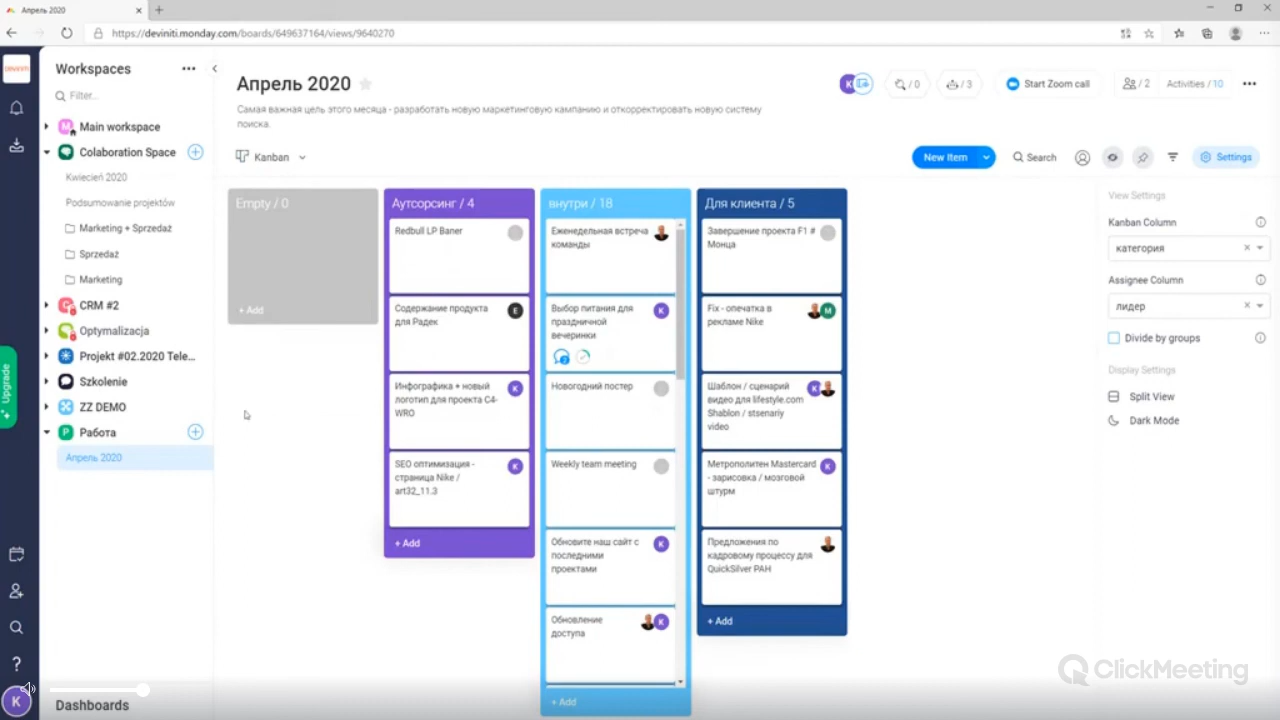 Апрель 2020
https://deviniti.monday.com/boards/649637164/views/9640270
DEVINITI
Workspaces
Filter...
M Main workspace
Colaboration Space
Kwiecień 2020
Podsumowanie projektów
Marketing + Sprzedaż
Sprzedaż
Marketing
CRM #2
Optymalizacja
Projekt #02.2020 Tele...
Szkolenie
ZZ DEMO
P Работа
Апрель 2020
Dashboards
Upgrade
?
K
Апрель 2020
K
/ 0
/ 3
Start Zoom call
/ 2
Activities / 10
Самая важная цель этого месяца - разработать новую маркетинговую кампанию и откорректировать новую систему
поиска.
Kanban
New Item
Search
Settings
Empty / 0
+ Add
Аутсорсинг / 4
Redbull LP Baner
Содержание продукта
для Радек
E
Инфографика + новый
логотип для проекта C4-
WRO
K
SEO оптимизация -
страница Nike /
art32_11.3
K
+ Add
внутри / 18
Еженедельная встреча
команды
Выбор питания для
праздничной
вечеринки
K
2
Новогодний постер
Weekly team meeting
Обновите наш сайт с
последними
проектами
K
Обновление
доступа
K
+ Add
Для клиента / 5
Завершение проекта F1 #
Монца
Fix - опечатка в
рекламе Nike
M
Шаблон / сценарий
видео для lifestyle.com
Shablon / stsenariy
video
K
Метрополитен Mastercard
- зарисовка / мозговой
штурм
K
Предложения по
кадровому процессу для
QuickSilver РАН
+ Add
View Settings
Kanban Column
категория
Assignee Column
лидер
Divide by groups
Display Settings
Split View
Dark Mode
ClickMeeting